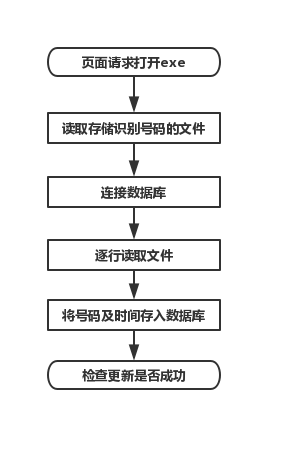 页面请求打开exe
读取存储识别号码的文件
连接数据库
逐行读取文件
将号码及时间存入数据库
检查更新是否成功